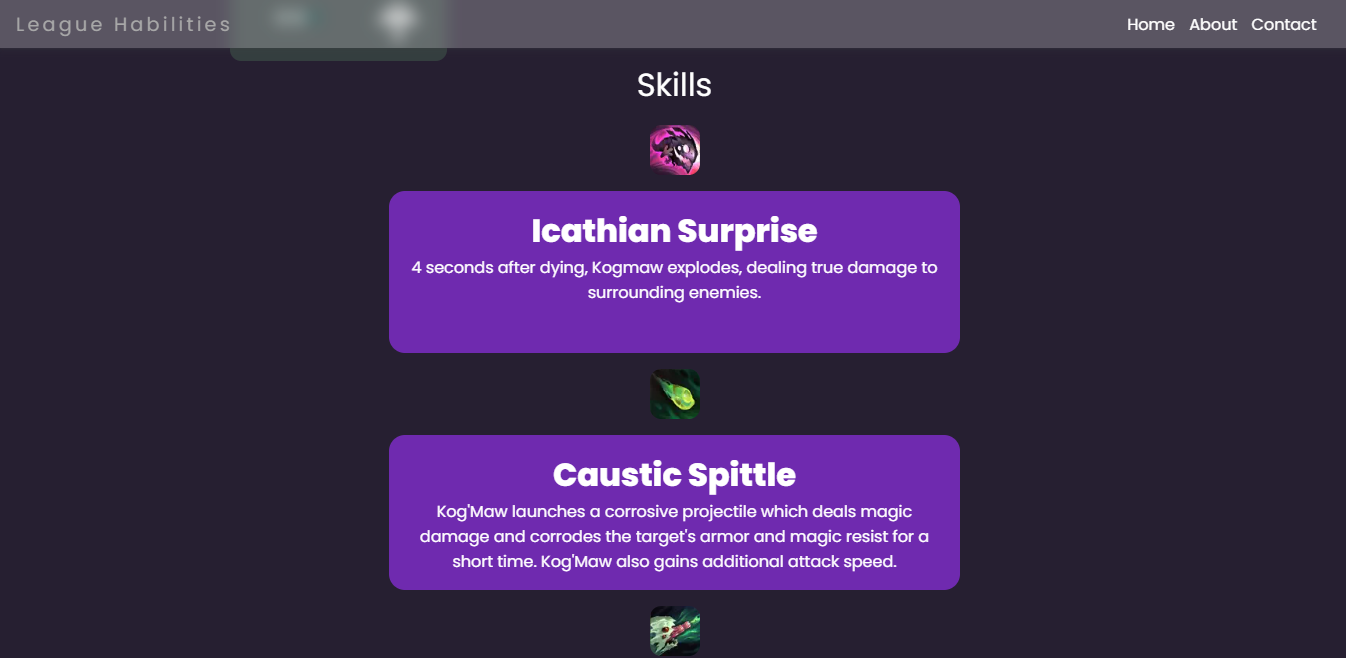 League Habilities
Home About Contact
Skills
Icathian Surprise
4 seconds after dying, Kogmaw explodes, dealing true damage to
surrounding enemies.
Caustic Spittle
Kog'Maw launches a corrosive projectile which deals magic
damage and corrodes the target's armor and magic resist for a
short time. Kog'Maw also gains additional attack speed.